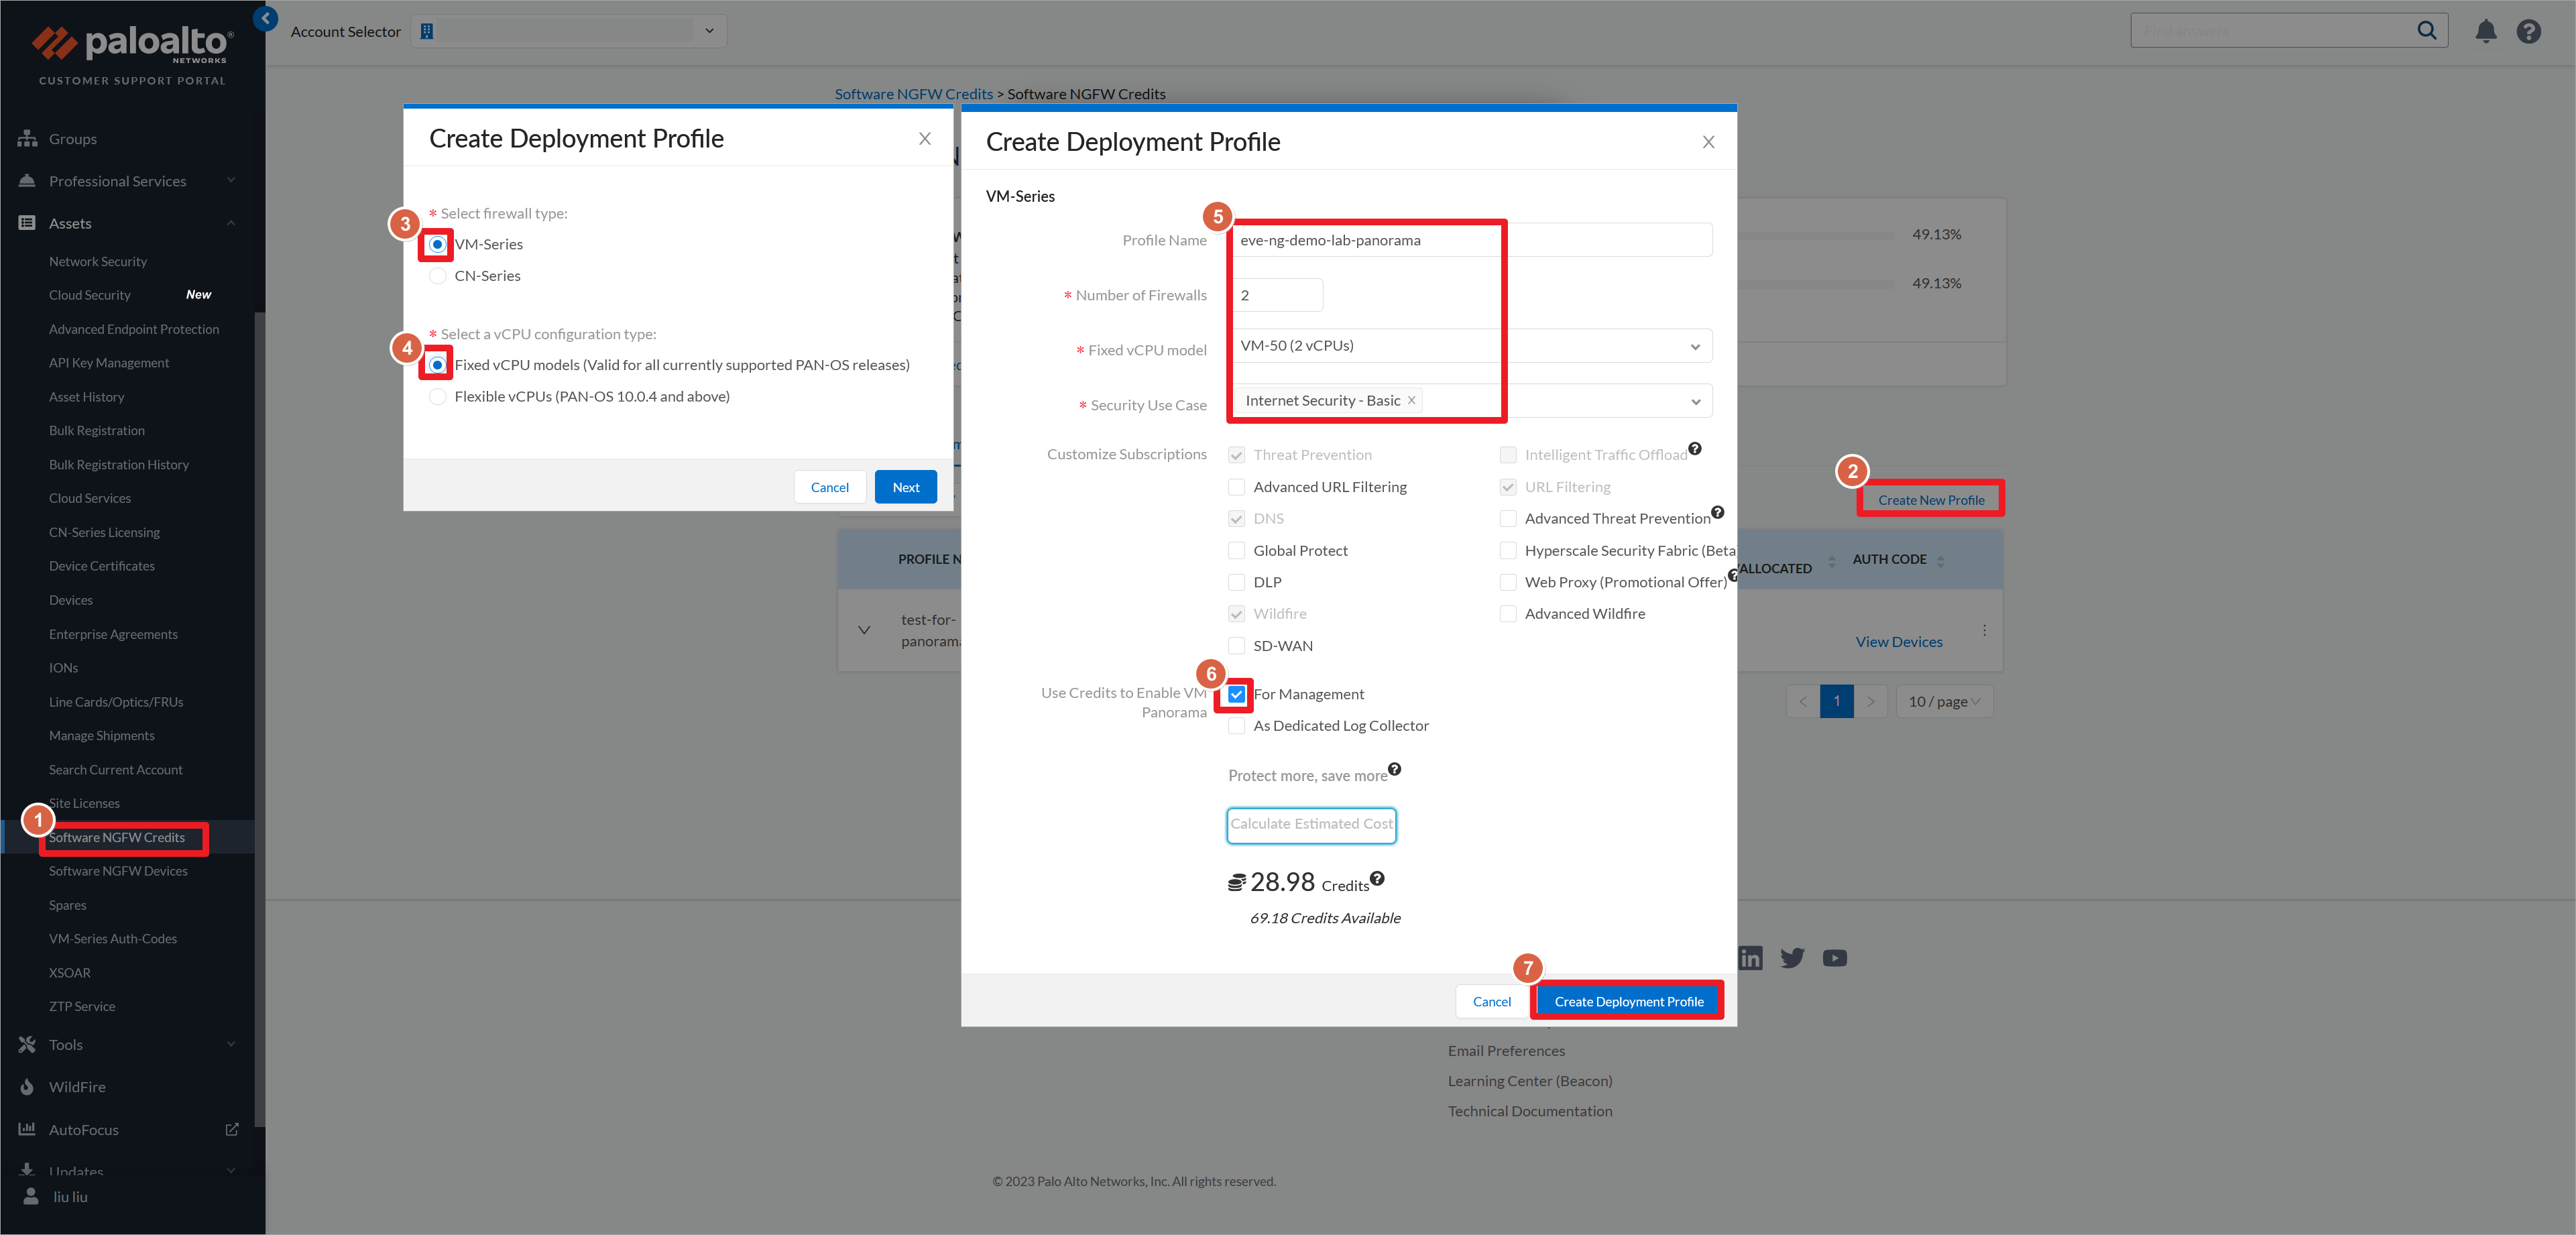 paloalto
NETWORKS
CUSTOMER SUPPORT PORTAL
Groups
Professional Services
Assets
Network Security
Cloud Security New
Advanced Endpoint Protection
API Key Management
Asset History
Bulk Registration
Bulk Registration History
Cloud Services
CN-Series Licensing
Device Certificates
Devices
Enterprise Agreements
IONs
Line Cards/Optics/FRUs
Manage Shipments
Search Current Account
Site Licenses
1
Software NGFW Credits
Software NGFW Devices
Spares
VM-Series Auth-Codes
XSOAR
ZTP Service
Tools
WildFire
AutoFocus
Updates
liu liu
Account Selector
Find answers
Software NGFW Credits > Software NGFW Credits
Create Deployment Profile
* Select firewall type:
3
VM-Series
CN-Series
* Select a vCPU configuration type:
4
Fixed vCPU models (Valid for all currently supported PAN-OS releases)
Flexible vCPUs (PAN-OS 10.0.4 and above)
Cancel Next
Create Deployment Profile
VM-Series
5
Profile Name eve-ng-demo-lab-panorama
* Number of Firewalls 2
* Fixed vCPU model VM-50 (2 vCPUs)
* Security Use Case Internet Security - Basic
Customize Subscriptions Threat Prevention Intelligent Traffic Offload
Advanced URL Filtering URL Filtering
DNS Advanced Threat Prevention
Global Protect Hyperscale Security Fabric (Beta
DLP Web Proxy (Promotional Offer)
Wildfire Advanced Wildfire
SD-WAN
6
Use Credits to Enable VM Panorama For Management
As Dedicated Log Collector
Protect more, save more
Calculate Estimated Cost
28.98 Credits
69.18 Credits Available
7
Cancel Create Deployment Profile
49.13%
49.13%
2
Create New Profile
PROFILE N /ALLOCATED AUTH CODE
test-for-
panorama
View Devices
1 10 / page
Email Preferences
Learning Center (Beacon)
Technical Documentation
© 2023 Palo Alto Networks, Inc. All rights reserved.